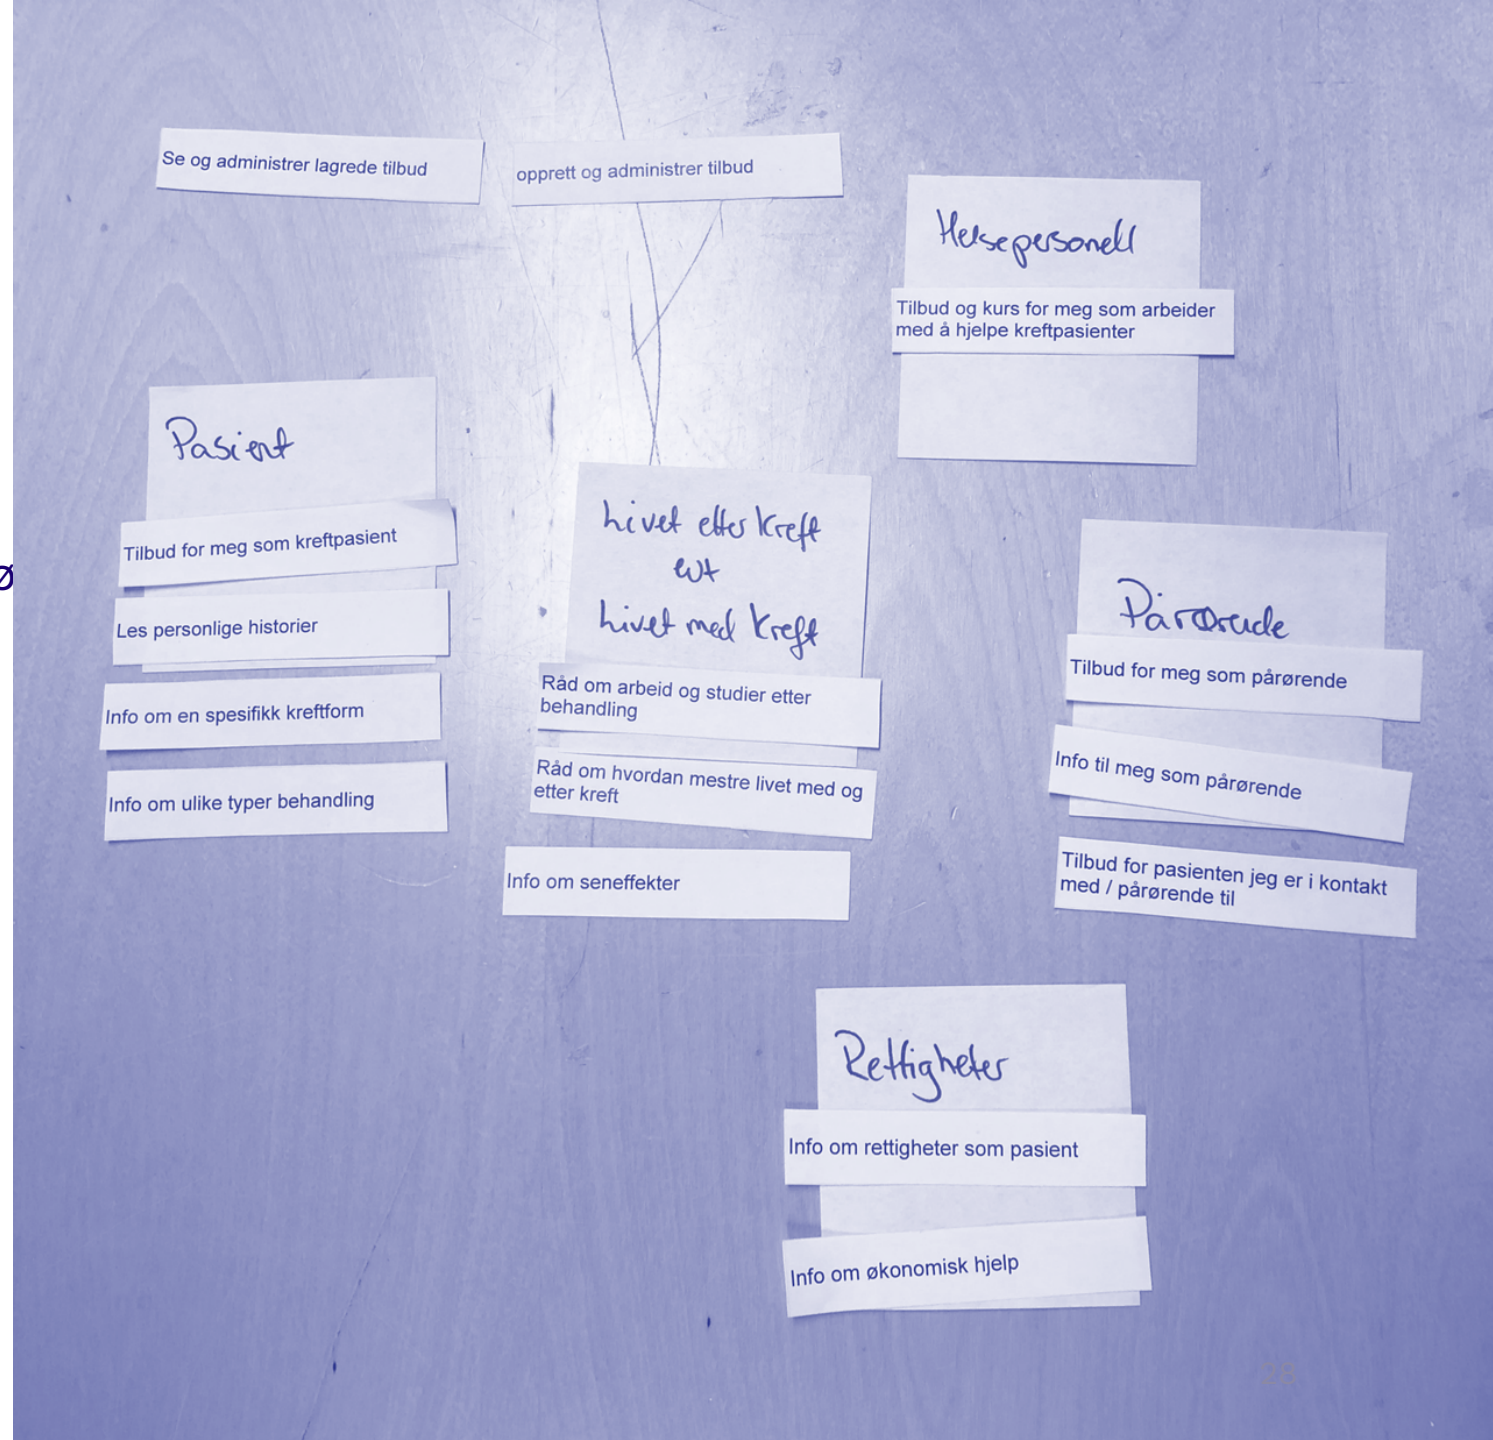 Se og administrer lagrede tilbud
opprett og administrer tilbud
Helsepersonell
Tilbud og kurs for meg som arbeider
med å hjelpe kreftpasienter
Pasient
Tilbud for meg som kreftpasient
Les personlige historier
Info om en spesifikk kreftform
Info om ulike typer behandling
Livet etter kreft
evt
Livet med kreft
Råd om arbeid og studier etter
behandling
Råd om hvordan mestre livet med og
etter kreft
Info om seneffekter
Pårørende
Tilbud for meg som pårørende
Info til meg som pårørende
Tilbud for pasienten jeg er i kontakt
med / pårørende til
Rettigheter
Info om rettigheter som pasient
Info om økonomisk hjelp
ø
28